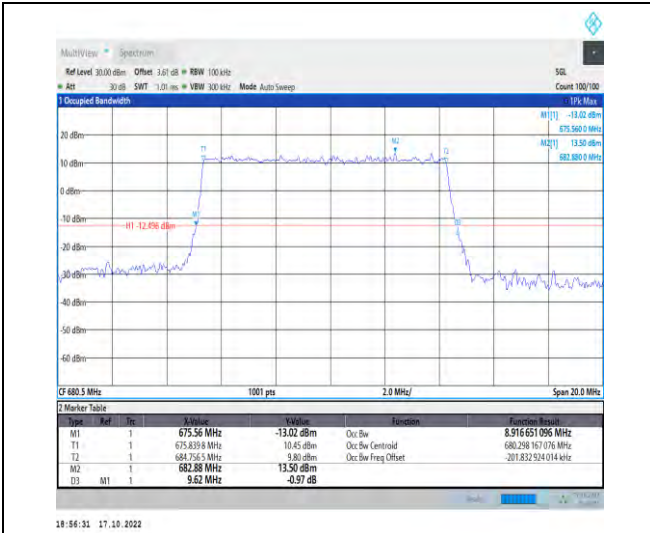 MultiView Spectrum
Ref Level 30.00 dBm Offset 3.61 dB RBW 100 kHz SGL
Att 30 dB SWT 1.01 ms VBW 300 kHz Mode Auto Sweep Count 100/100
1 Occupied Bandwidth 1Pk Max
M1[1] -13.02 dBm
675.560 0 MHz
M2[1] 13.50 dBm
682.880 0 MHz
20 dBm
M2
T1
T2
10 dBm
0 dBm
-10 dBm
M1
H1 -12.496 dBm
-20 dBm
-30 dBm
-40 dBm
-50 dBm
-60 dBm
CF 680.5 MHz 1001 pts 2.0 MHz/ Span 20.0 MHz
2 Marker Table
Type Ref Trc X-Value Y-Value Function Function Result
M1 1 675.56 MHz -13.02 dBm Occ Bw 8.916 651 096 MHz
T1 1 675.839 8 MHz 10.45 dBm Occ Bw Centroid 680.298 167 076 MHz
T2 1 684.756 5 MHz 9.80 dBm Occ Bw Freq Offset -201.832 924 014 kHz
M2 1 682.88 MHz 13.50 dBm
D3 M1 1 9.62 MHz -0.97 dB
18:56:31 17.10.2022